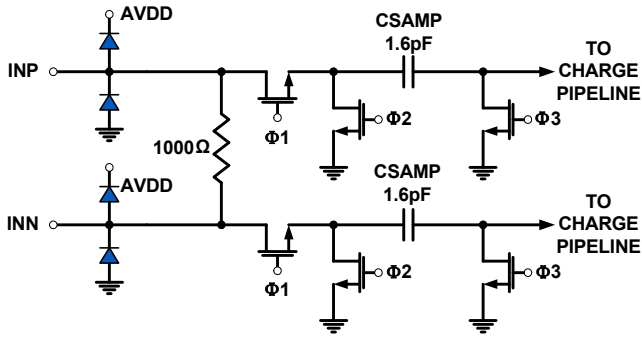 AVDD
CSAMP
1.6pF
INP
TO
CHARGE
PIPELINE
Φ1
Φ2
Φ3
1000Ω
AVDD
CSAMP
1.6pF
INN
TO
CHARGE
PIPELINE
Φ1
Φ2
Φ3